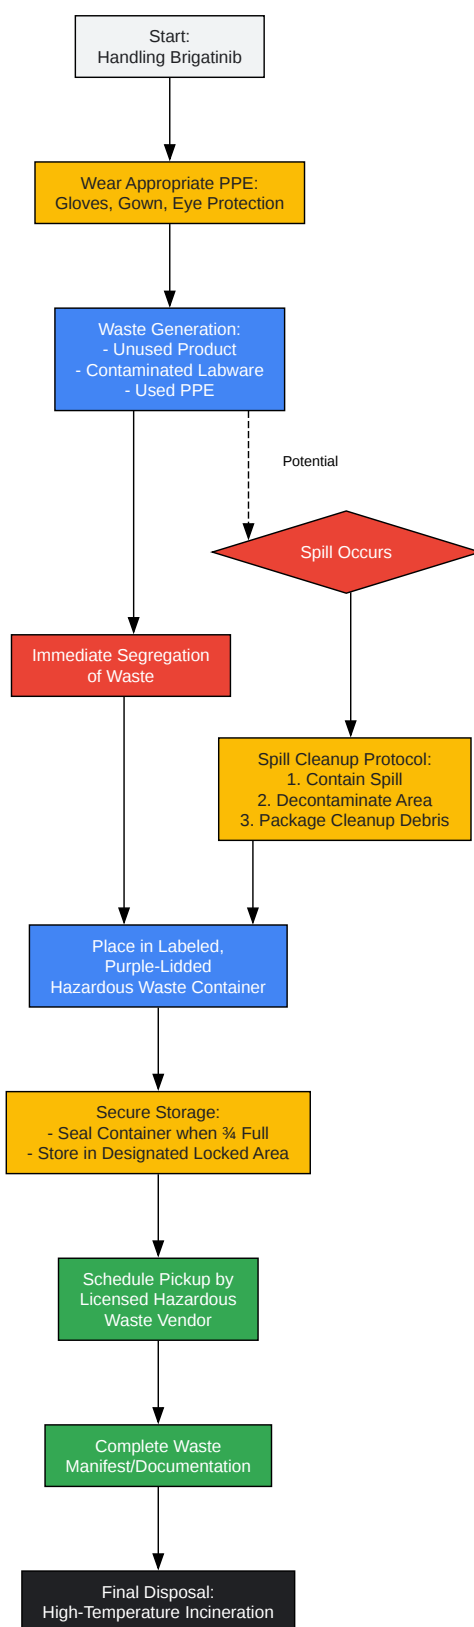 Start:
Handling Brigatinib
Wear Appropriate PPE:
Gloves, Gown, Eye Protection
Waste Generation:
- Unused Product
- Contaminated Labware
- Used PPE
Potential
Spill Occurs
Immediate Segregation
of Waste
Spill Cleanup Protocol:
1. Contain Spill
2. Decontaminate Area
3. Package Cleanup Debris
Place in Labeled,
Purple-Lidded
Hazardous Waste Container
Secure Storage:
- Seal Container when ¾ Full
- Store in Designated Locked Area
Schedule Pickup by
Licensed Hazardous
Waste Vendor
Complete Waste
Manifest/Documentation
Final Disposal:
High-Temperature Incineration